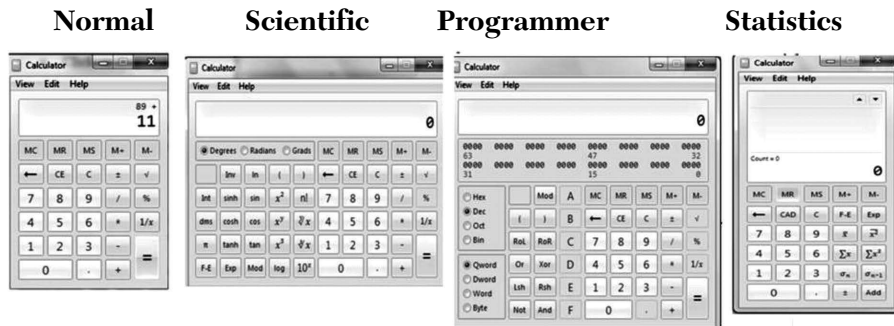 Normal Scientific Programmer Statistics
Calculator
View Edit Help
89 +
11
MC MR MS M+ M-
← CE C ± √
7 8 9 / %
4 5 6 * 1/x
1 2 3 - =
0 . +
Calculator
View Edit Help
0
Degrees Radians Grads MC MR MS M+ M-
Inv ln ( ) ← CE C ± √
Int sinh sin x² n! 7 8 9 / %
dms cosh cos xʸ ʸ√x 4 5 6 * 1/x
π tanh tan x³ ³√x 1 2 3 - =
F-E Exp Mod log 10ˣ 0 . +
Calculator
View Edit Help
0
0000 0000 0000 0000 0000 0000 0000 0000
63 47 32
0000 0000 0000 0000 0000 0000 0000 0000
31 15 0
Hex Mod A MC MR MS M+ M-
Dec ( ) B ← CE C ± √
Oct
Bin RoL RoR C 7 8 9 / %
Qword Or Xor D 4 5 6 * 1/x
Dword
Word Lsh Rsh E 1 2 3 - =
Byte Not And F 0 . +
Calculator
View Edit Help
Count = 0
0
MC MR MS M+ M-
← CAD C F-E Exp
7 8 9 x̄ x̄²
4 5 6 Σx Σx²
1 2 3 σₙ σₙ₋₁
0 . ± Add